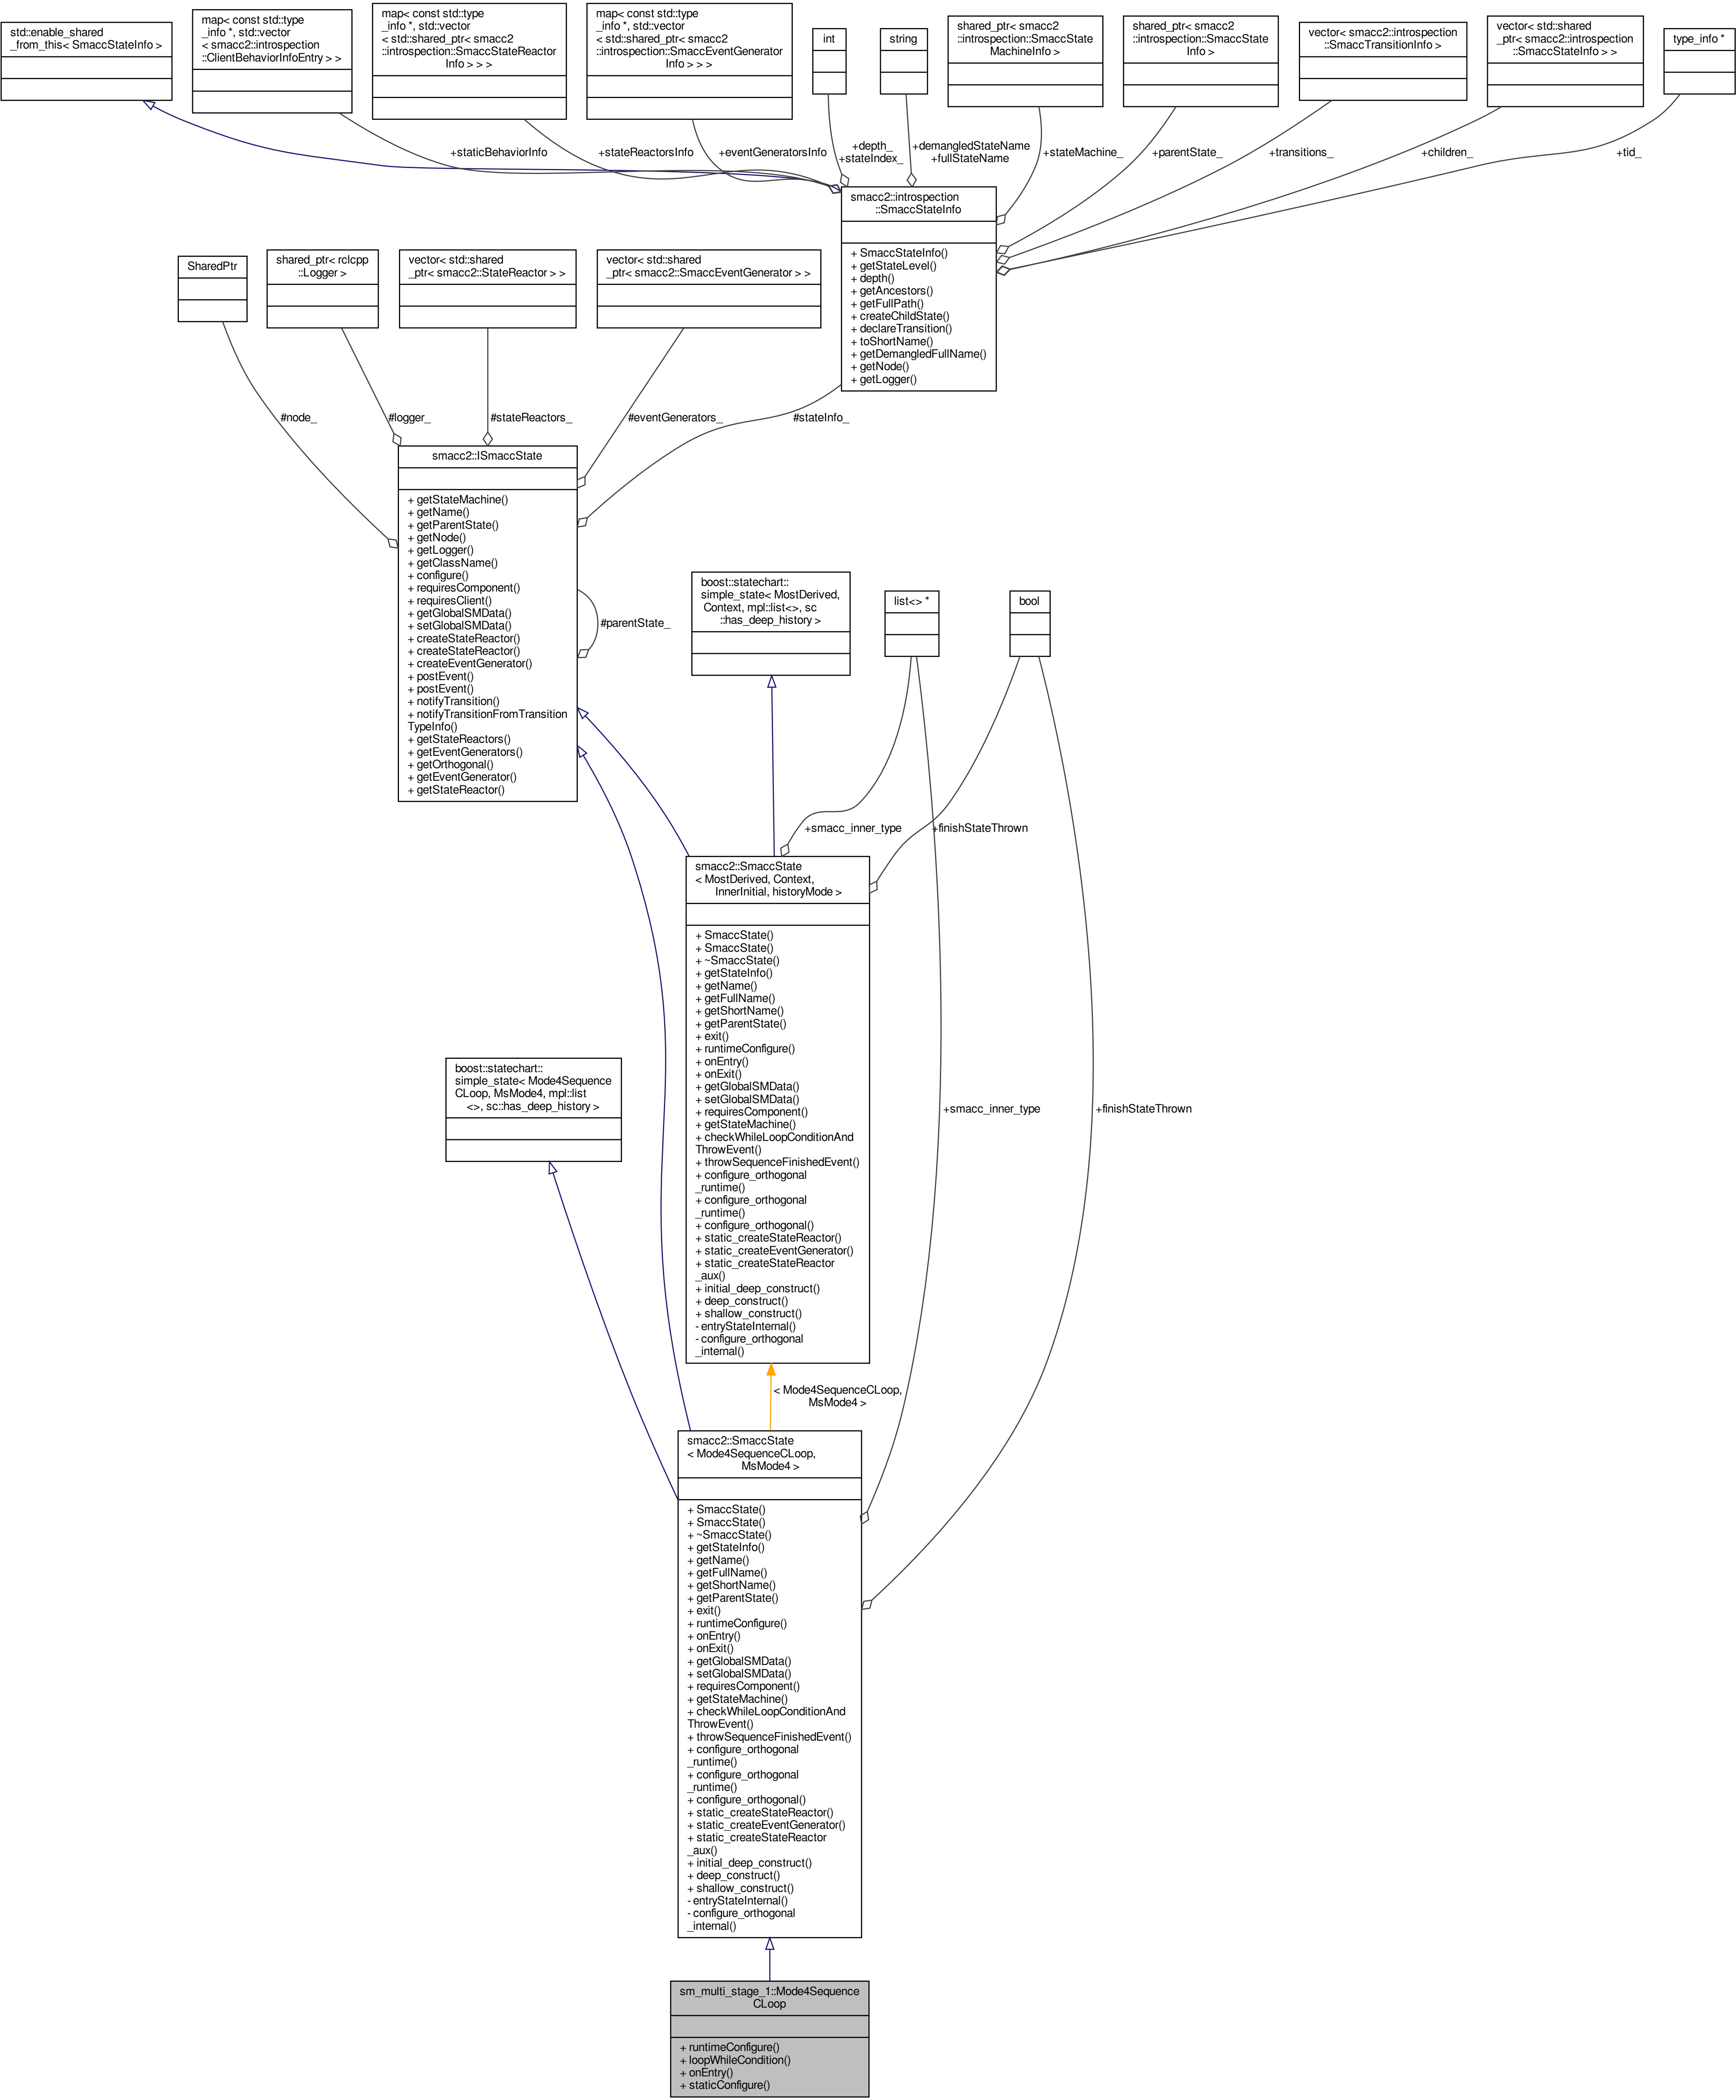 std::enable_shared
_from_this< SmaccStateInfo >
map< const std::type
_info *, std::vector
< smacc2::introspection
::ClientBehaviorInfoEntry > >
map< const std::type
_info *, std::vector
< std::shared_ptr< smacc2
::introspection::SmaccStateReactor
Info > > >
map< const std::type
_info *, std::vector
< std::shared_ptr< smacc2
::introspection::SmaccEventGenerator
Info > > >
int
string
shared_ptr< smacc2
::introspection::SmaccState
MachineInfo >
shared_ptr< smacc2
::introspection::SmaccState
Info >
vector< smacc2::introspection
::SmaccTransitionInfo >
vector< std::shared
_ptr< smacc2::introspection
::SmaccStateInfo > >
type_info *
+staticBehaviorInfo
+stateReactorsInfo
+eventGeneratorsInfo
+depth_
+stateIndex_
+demangledStateName
+fullStateName
+stateMachine_
+parentState_
+transitions_
+children_
+tid_
smacc2::introspection
::SmaccStateInfo
+ SmaccStateInfo()
+ getStateLevel()
+ depth()
+ getAncestors()
+ getFullPath()
+ createChildState()
+ declareTransition()
+ toShortName()
+ getDemangledFullName()
+ getNode()
+ getLogger()
SharedPtr
shared_ptr< rclcpp
::Logger >
vector< std::shared
_ptr< smacc2::StateReactor > >
vector< std::shared
_ptr< smacc2::SmaccEventGenerator > >
#node_
#logger_
#stateReactors_
#eventGenerators_
#stateInfo_
smacc2::ISmaccState
+ getStateMachine()
+ getName()
+ getParentState()
+ getNode()
+ getLogger()
+ getClassName()
+ configure()
+ requiresComponent()
+ requiresClient()
+ getGlobalSMData()
+ setGlobalSMData()
+ createStateReactor()
+ createStateReactor()
+ createEventGenerator()
+ postEvent()
+ postEvent()
+ notifyTransition()
+ notifyTransitionFromTransition
TypeInfo()
+ getStateReactors()
+ getEventGenerators()
+ getOrthogonal()
+ getEventGenerator()
+ getStateReactor()
#parentState_
boost::statechart::
simple_state< MostDerived,
Context, mpl::list<>, sc
::has_deep_history >
list<> *
bool
+smacc_inner_type
+finishStateThrown
smacc2::SmaccState
< MostDerived, Context,
InnerInitial, historyMode >
+ SmaccState()
+ SmaccState()
+ ~SmaccState()
+ getStateInfo()
+ getName()
+ getFullName()
+ getShortName()
+ getParentState()
+ exit()
+ runtimeConfigure()
+ onEntry()
+ onExit()
+ getGlobalSMData()
+ setGlobalSMData()
+ requiresComponent()
+ getStateMachine()
+ checkWhileLoopConditionAnd
ThrowEvent()
+ throwSequenceFinishedEvent()
+ configure_orthogonal
_runtime()
+ configure_orthogonal
_runtime()
+ configure_orthogonal()
+ static_createStateReactor()
+ static_createEventGenerator()
+ static_createStateReactor
_aux()
+ initial_deep_construct()
+ deep_construct()
+ shallow_construct()
- entryStateInternal()
- configure_orthogonal
_internal()
boost::statechart::
simple_state< Mode4Sequence
CLoop, MsMode4, mpl::list
<>, sc::has_deep_history >
+smacc_inner_type
+finishStateThrown
< Mode4SequenceCLoop,
MsMode4 >
smacc2::SmaccState
< Mode4SequenceCLoop,
MsMode4 >
+ SmaccState()
+ SmaccState()
+ ~SmaccState()
+ getStateInfo()
+ getName()
+ getFullName()
+ getShortName()
+ getParentState()
+ exit()
+ runtimeConfigure()
+ onEntry()
+ onExit()
+ getGlobalSMData()
+ setGlobalSMData()
+ requiresComponent()
+ getStateMachine()
+ checkWhileLoopConditionAnd
ThrowEvent()
+ throwSequenceFinishedEvent()
+ configure_orthogonal
_runtime()
+ configure_orthogonal
_runtime()
+ configure_orthogonal()
+ static_createStateReactor()
+ static_createEventGenerator()
+ static_createStateReactor
_aux()
+ initial_deep_construct()
+ deep_construct()
+ shallow_construct()
- entryStateInternal()
- configure_orthogonal
_internal()
sm_multi_stage_1::Mode4Sequence
CLoop
+ runtimeConfigure()
+ loopWhileCondition()
+ onEntry()
+ staticConfigure()